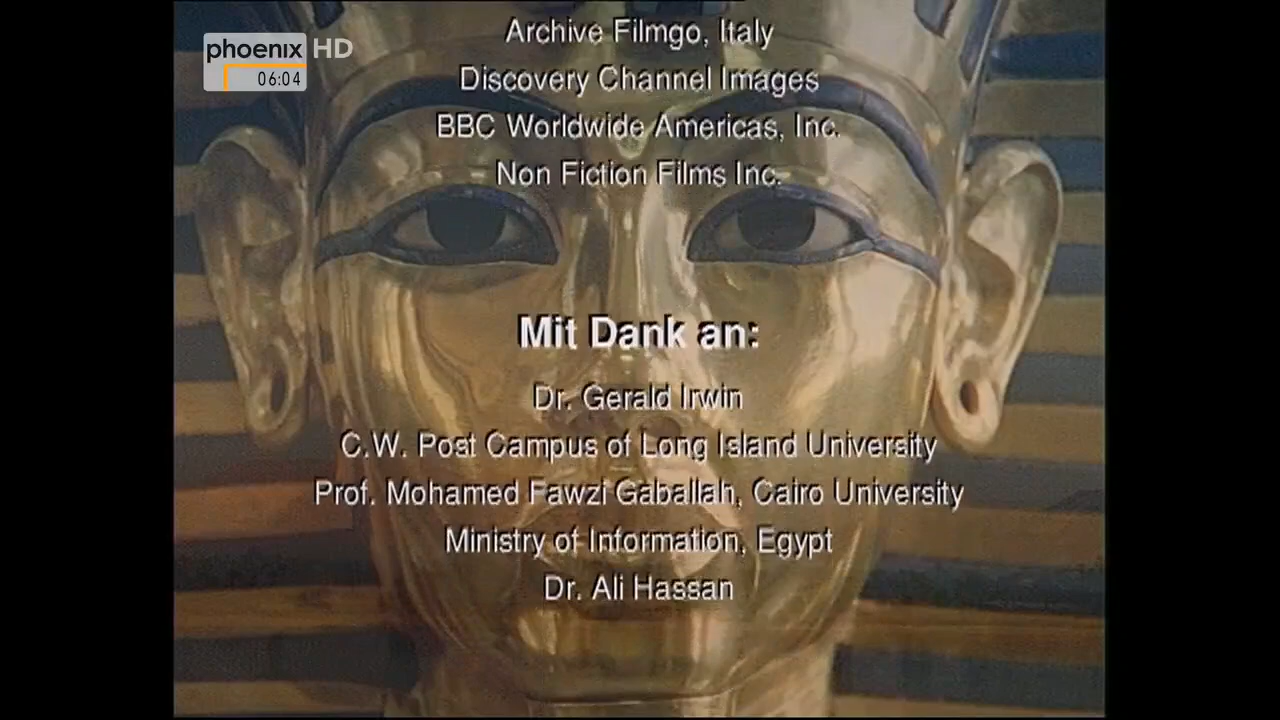 phoenix HD
06:04
Archive Filmgo, Italy
Discovery Channel Images
BBC Worldwide Americas, Inc.
Non Fiction Films Inc.
Mit Dank an:
Dr. Gerald Irwin
C.W. Post Campus of Long Island University
Prof. Mohamed Fawzi Gaballah, Cairo University
Ministry of Information, Egypt
Dr. Ali Hassan